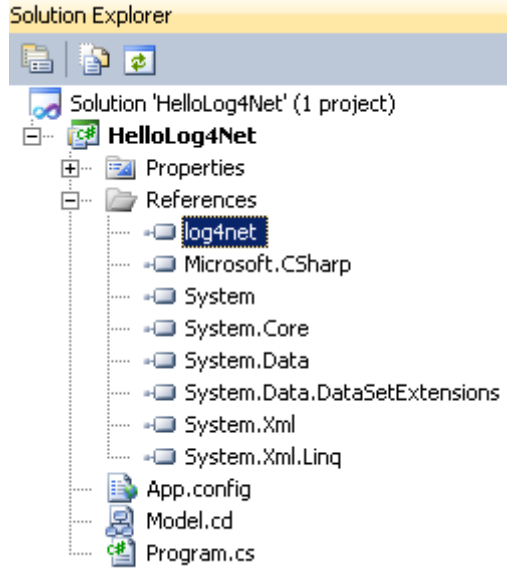 Solution Explorer
Solution 'HelloLog4Net' (1 project)
HelloLog4Net
Properties
References
log4net
Microsoft.CSharp
System
System.Core
System.Data
System.Data.DataSetExtensions
System.Xml
System.Xml.Linq
App.config
Model.cd
Program.cs